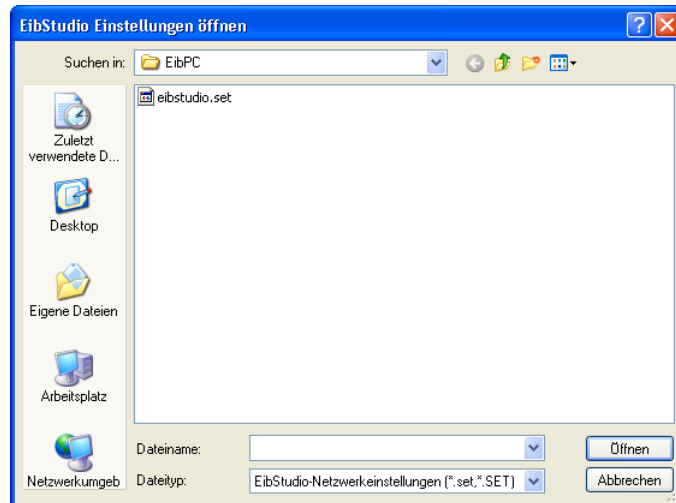 EibStudio Einstellungen öffnen
Suchen in: EibPC
eibstudio.set
Zuletzt
verwendete D...
Desktop
Eigene Dateien
Arbeitsplatz
Netzwerkumgeb
Dateiname: Öffnen
Dateityp: EibStudio-Netzwerkeinstellungen (*.set,*.SET) Abbrechen